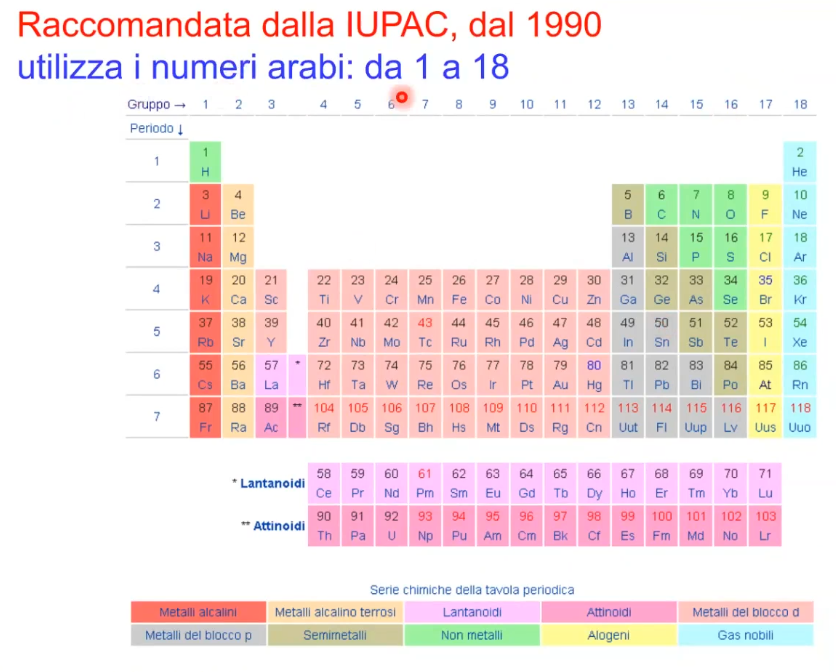 Raccomandata dalla IUPAC, dal 1990
utilizza i numeri arabi: da 1 a 18
Gruppo → 1 2 3 4 5 6 7 8 9 10 11 12 13 14 15 16 17 18
Periodo ↓
1 2
1
H He
3 4 5 6 7 8 9 10
2
Li Be B C N O F Ne
11 12 13 14 15 16 17 18
3
Na Mg Al Si P S Cl Ar
19 20 21 22 23 24 25 26 27 28 29 30 31 32 33 34 35 36
4
K Ca Sc Ti V Cr Mn Fe Co Ni Cu Zn Ga Ge As Se Br Kr
37 38 39 40 41 42 43 44 45 46 47 48 49 50 51 52 53 54
5
Rb Sr Y Zr Nb Mo Tc Ru Rh Pd Ag Cd In Sn Sb Te I Xe
55 56 57 * 72 73 74 75 76 77 78 79 80 81 82 83 84 85 86
6
Cs Ba La Hf Ta W Re Os Ir Pt Au Hg Tl Pb Bi Po At Rn
87 88 89 ** 104 105 106 107 108 109 110 111 112 113 114 115 116 117 118
7
Fr Ra Ac Rf Db Sg Bh Hs Mt Ds Rg Cn Uut Fl Uup Lv Uus Uuo
58 59 60 61 62 63 64 65 66 67 68 69 70 71
* Lantanoidi
Ce Pr Nd Pm Sm Eu Gd Tb Dy Ho Er Tm Yb Lu
90 91 92 93 94 95 96 97 98 99 100 101 102 103
** Attinoidi
Th Pa U Np Pu Am Cm Bk Cf Es Fm Md No Lr
Serie chimiche della tavola periodica
Metalli alcalini Metalli alcalino terrosi Lantanoidi Attinoidi Metalli del blocco d
Metalli del blocco p Semimetalli Non metalli Alogeni Gas nobili